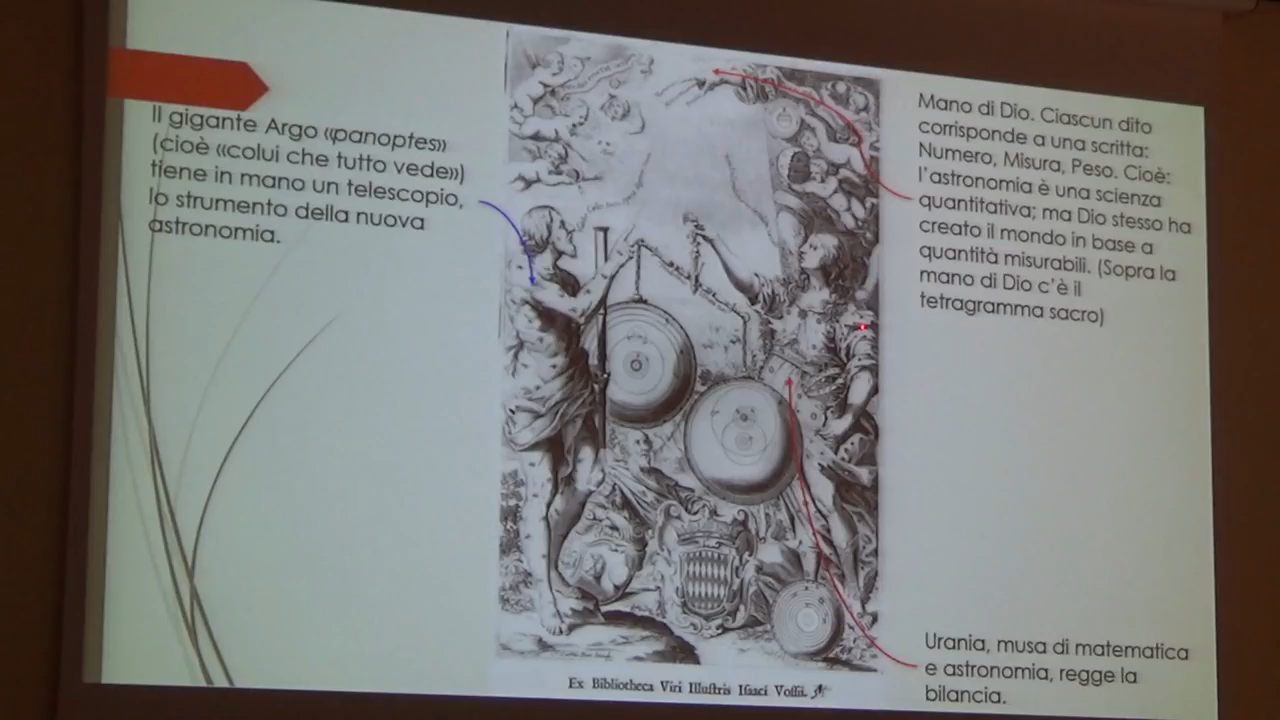 Il gigante Argo «panoptes»
(cioè «colui che tutto vede»)
tiene in mano un telescopio,
lo strumento della nuova
astronomia.
Mano di Dio. Ciascun dito
corrisponde a una scritta:
Numero, Misura, Peso. Cioè:
l'astronomia è una scienza
quantitativa; ma Dio stesso ha
creato il mondo in base a
quantità misurabili. (Sopra la
mano di Dio c'è il
tetragramma sacro)
Urania, musa di matematica
e astronomia, regge la
bilancia.
Ex Bibliotheca Viri Illuſtris Iſaaci Voſſii.